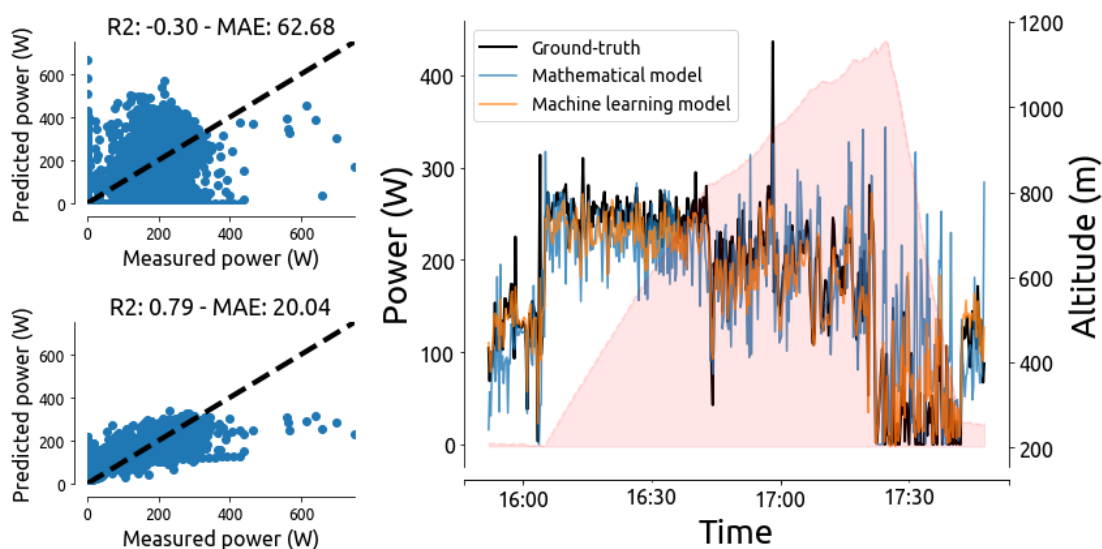 R2: -0.30 - MAE: 62.68
Predicted power (W)
600
400
200
0
0 200 400 600
Measured power (W)
R2: 0.79 - MAE: 20.04
Predicted power (W)
600
400
200
0
0 200 400 600
Measured power (W)
Ground-truth
Mathematical model
Machine learning model
Power (W)
400
300
200
100
0
16:00 16:30 17:00 17:30
Time
1200
1000
800
600
400
200
Altitude (m)